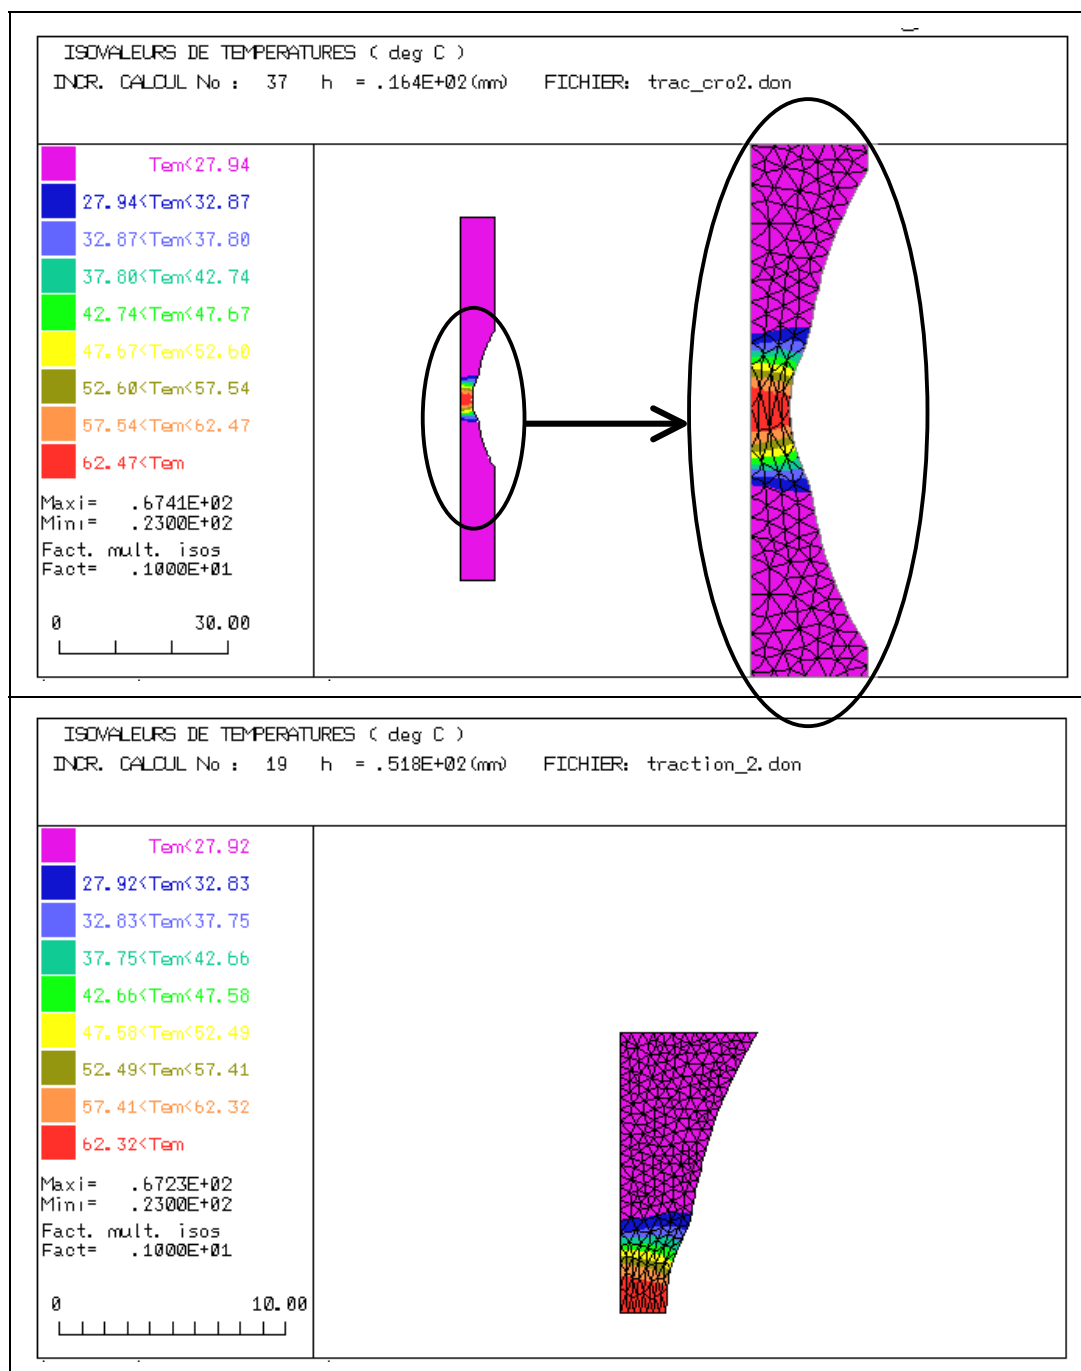 ISOVALEURS DE TEMPERATURES ( deg C )
INCR. CALCUL No : 37 h = .164E+02(mm) FICHIER: trac_cro2.don
Tem<27.94
27.94<Tem<32.87
32.87<Tem<37.80
37.80<Tem<42.74
42.74<Tem<47.67
47.67<Tem<52.60
52.60<Tem<57.54
57.54<Tem<62.47
62.47<Tem
Maxi= .6741E+02
Mini= .2300E+02
Fact. mult. isos
Fact= .1000E+01
0 30.00
ISOVALEURS DE TEMPERATURES ( deg C )
INCR. CALCUL No : 19 h = .518E+02(mm) FICHIER: traction_2.don
Tem<27.92
27.92<Tem<32.83
32.83<Tem<37.75
37.75<Tem<42.66
42.66<Tem<47.58
47.58<Tem<52.49
52.49<Tem<57.41
57.41<Tem<62.32
62.32<Tem
Maxi= .6723E+02
Mini= .2300E+02
Fact. mult. isos
Fact= .1000E+01
0 10.00